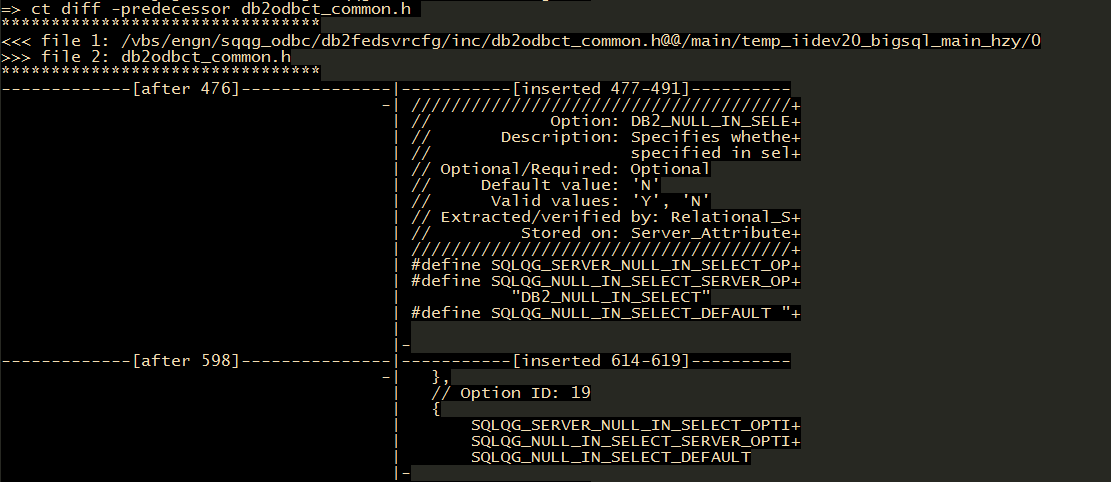 => ct diff -predecessor db2odbct_common.h
********************************
<<< file 1: /vbs/engn/sqqg_odbc/db2fedsvrcfg/inc/db2odbct_common.h@@/main/temp_iidev20_bigsql_main_hzy/0
>>> file 2: db2odbct_common.h
********************************
-------------[after 476]---------------|-----------[inserted 477-491]----------
                                      -| //////////////////////////////////////+
                                       | //            Option: DB2_NULL_IN_SELE+
                                       | //       Description: Specifies whethe+
                                       | //                    specified in sel+
                                       | // Optional/Required: Optional
                                       | //     Default value: 'N'
                                       | //      Valid values: 'Y', 'N'
                                       | // Extracted/verified by: Relational_S+
                                       | //         Stored on: Server_Attribute+
                                       | //////////////////////////////////////+
                                       | #define SQLQG_SERVER_NULL_IN_SELECT_OP+
                                       | #define SQLQG_NULL_IN_SELECT_SERVER_OP+
                                       |           "DB2_NULL_IN_SELECT"
                                       | #define SQLQG_NULL_IN_SELECT_DEFAULT "+
                                       |
                                       |-
-------------[after 598]---------------|-----------[inserted 614-619]----------
                                      -|   },
                                       |   // Option ID: 19
                                       |   {
                                       |       SQLQG_SERVER_NULL_IN_SELECT_OPTI+
                                       |       SQLQG_NULL_IN_SELECT_SERVER_OPTI+
                                       |       SQLQG_NULL_IN_SELECT_DEFAULT
                                       |-